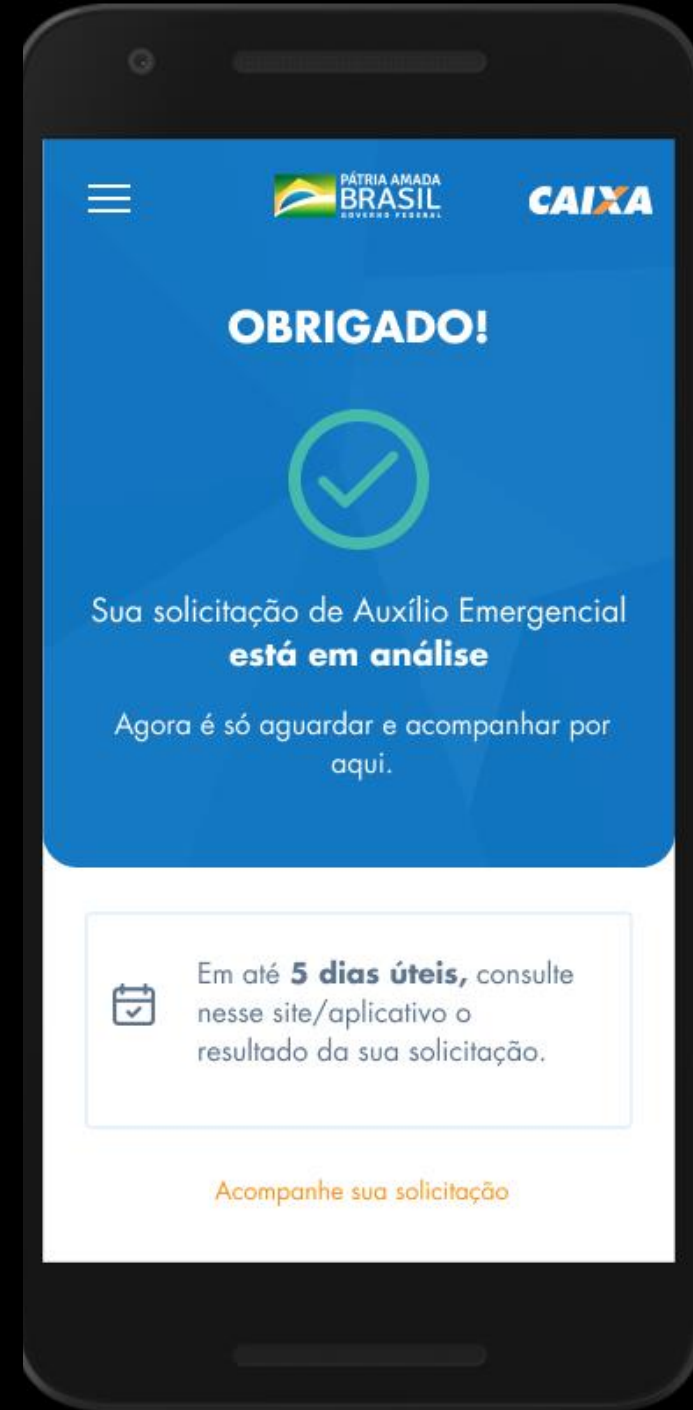 PÁTRIA AMADA
BRASIL
GOVERNO FEDERAL
CAIXA
OBRIGADO!
Sua solicitação de Auxílio Emergencial
está em análise
Agora é só aguardar e acompanhar por
aqui.
Em até 5 dias úteis, consulte
nesse site/aplicativo o
resultado da sua solicitação.
Acompanhe sua solicitação